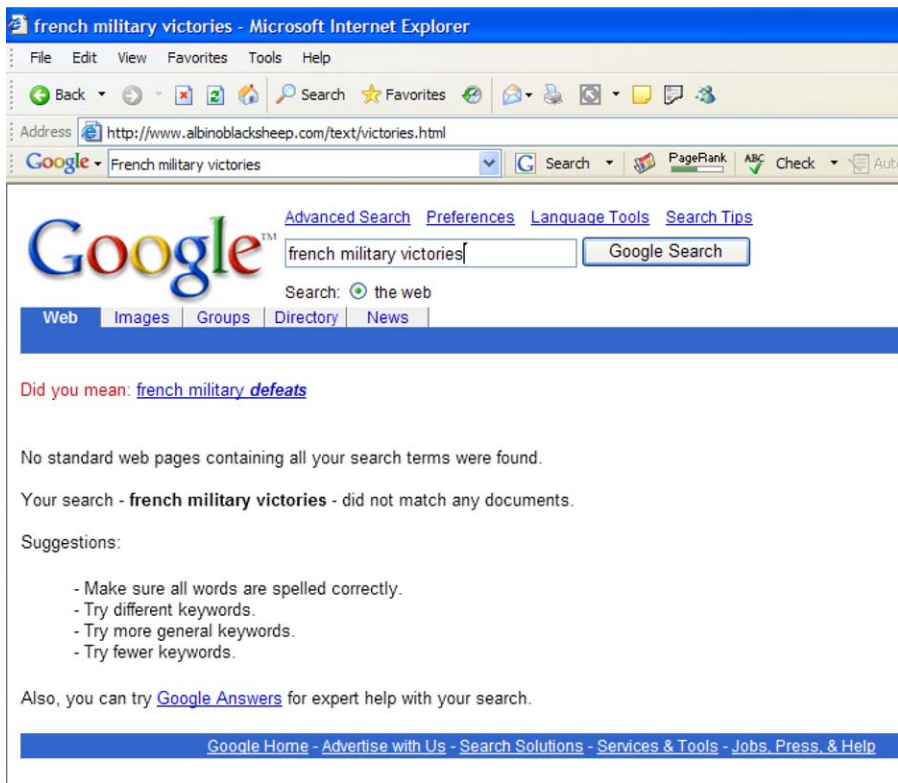 french military victories - Microsoft Internet Explorer
File Edit View Favorites Tools Help
Back Search Favorites
Address http://www.albinoblacksheep.com/text/victories.html
Google French military victories G Search PageRank ABC Check
Google™
Advanced Search Preferences Language Tools Search Tips
french military victories Google Search
Search: the web
Web Images Groups Directory News
Did you mean: french military defeats
No standard web pages containing all your search terms were found.
Your search - french military victories - did not match any documents.
Suggestions:
- Make sure all words are spelled correctly.
- Try different keywords.
- Try more general keywords.
- Try fewer keywords.
Also, you can try Google Answers for expert help with your search.
Google Home - Advertise with Us - Search Solutions - Services & Tools - Jobs, Press, & Help